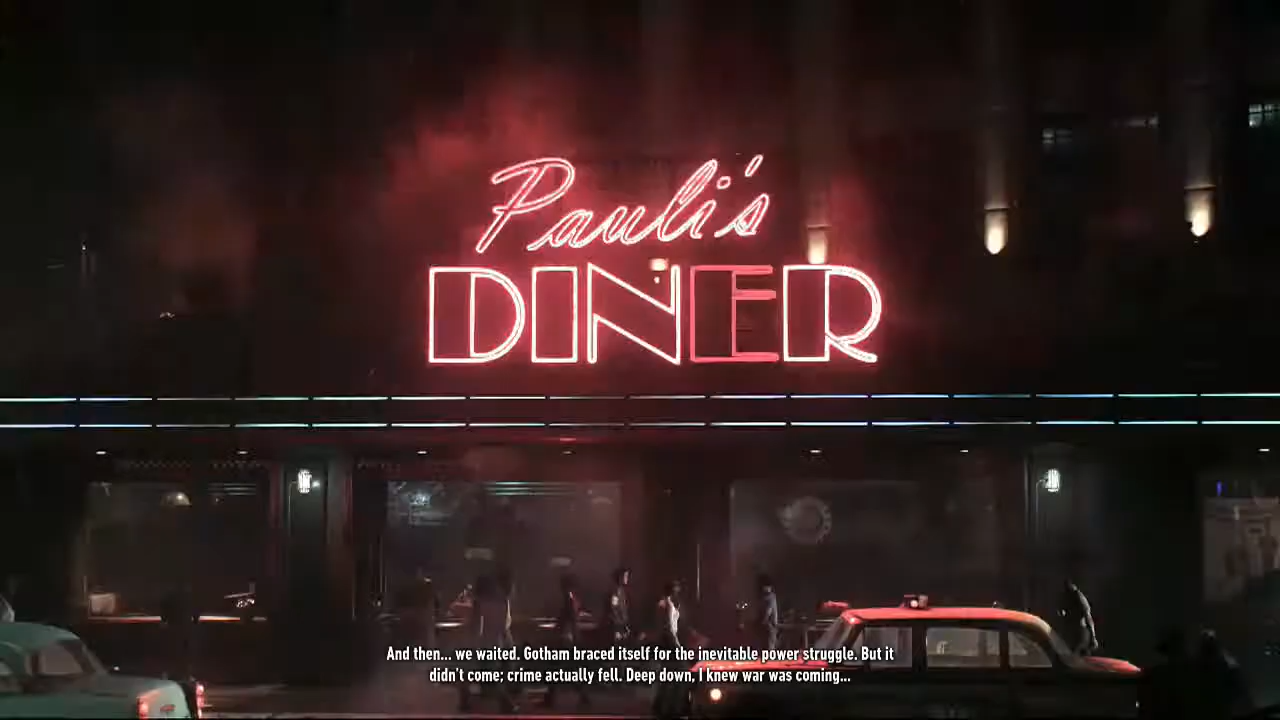 Pauli's
DINER
And then... we waited. Gotham braced itself for the inevitable power struggle. But it
didn't come; crime actually fell. Deep down, I knew war was coming...